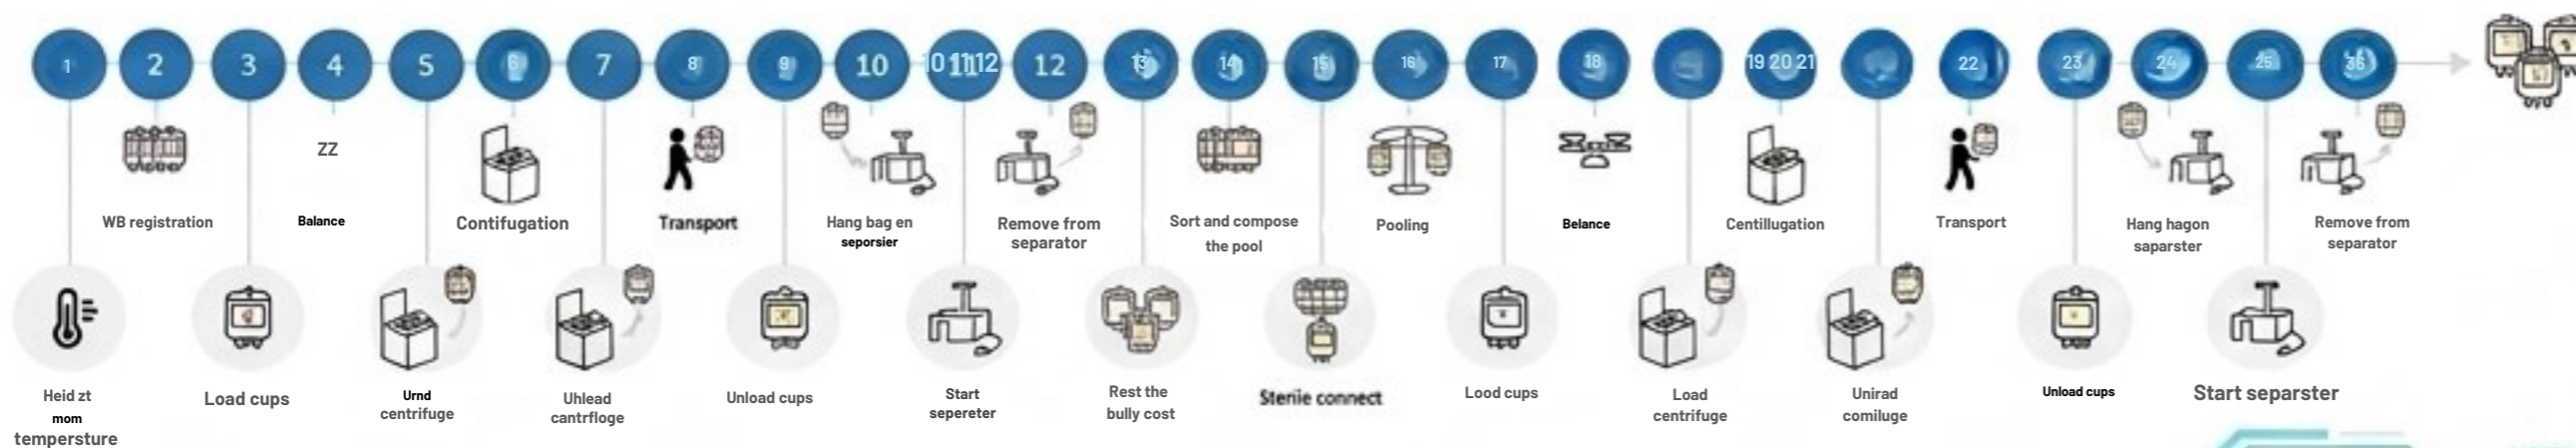 1 2 3 4 5 6 7 8 9 10 10 11 12 12 13 14 15 16 17 18 19 20 21 22 23 24 25 36
ZZ
WB registration
Balance
Contifugation
Transport
Hang bag en
seporsier
Remove from
separator
Sort and compose
the pool
Pooling
Belance
Centillugation
Transport
Hang hagon
saparster
Remove from
separator
Heid zt
mom
tempersture
Load cups
Urnd
centrifuge
Uhlead
cantrfloge
Unload cups
Start
sepereter
Rest the
bully cost
Sterile connect
Lood cups
Load
centrifuge
Unirad
comiluge
Unload cups
Start separster